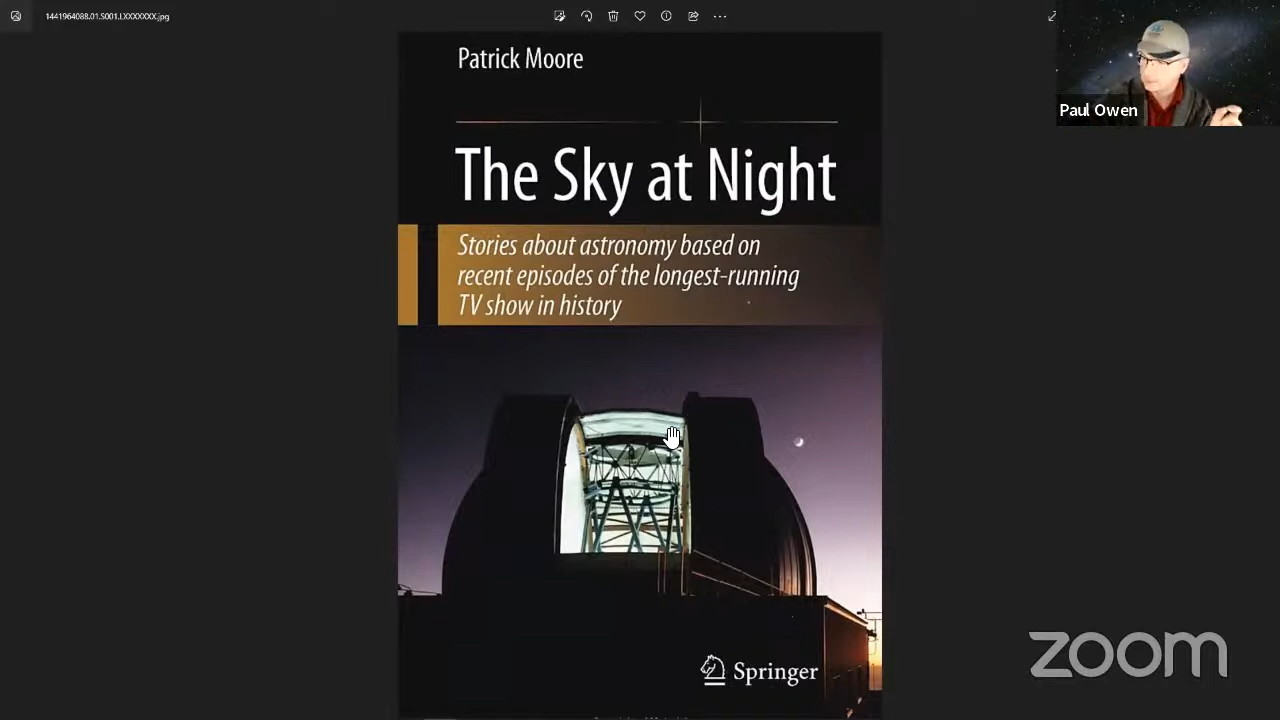 1441964088.01.S001.LXXXXXXX.jpg
Patrick Moore
Paul Owen
The Sky at Night
Stories about astronomy based on
recent episodes of the longest-running
TV show in history
Springer
zoom